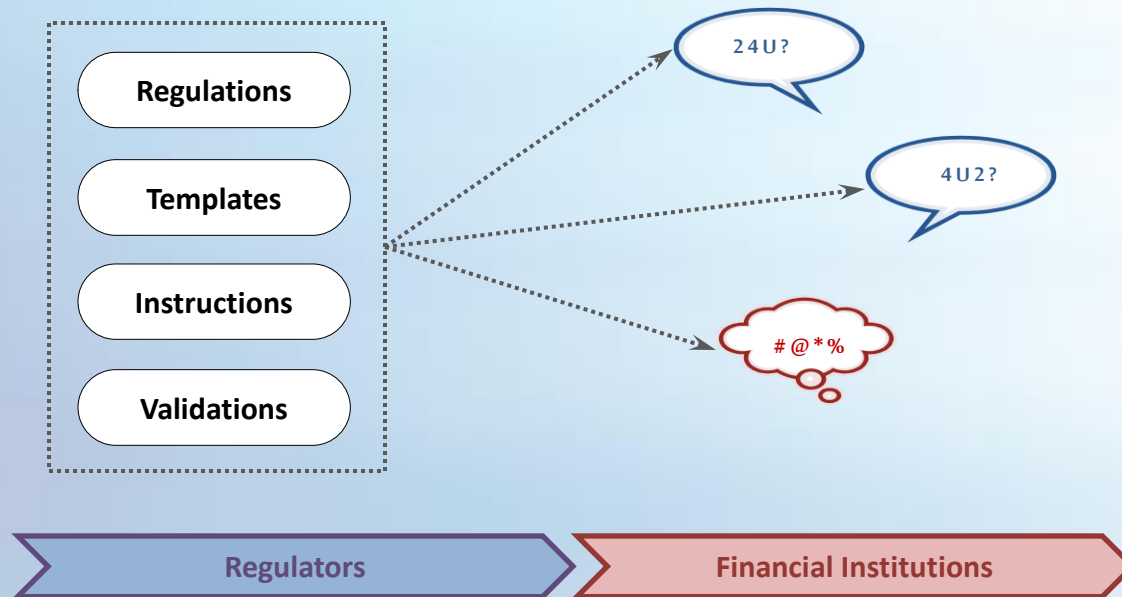 Regulations
Templates
Instructions
Validations
24U?
4U2?
#@*%
Regulators
Financial Institutions